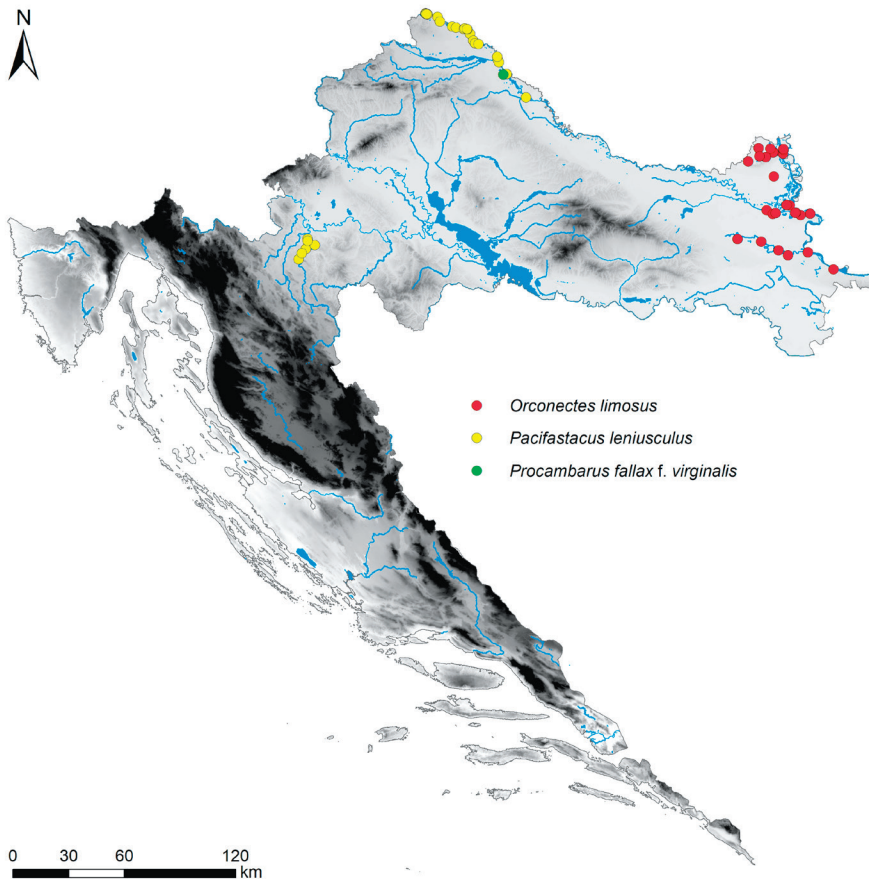 N
Orconectes limosus
Pacifastacus leniusculus
Procambarus fallax f. virginalis
0 30 60 120
km